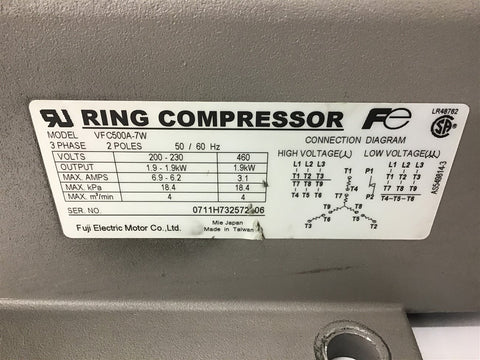 RU RING COMPRESSOR Fe
LR48762
MODEL VFC500A-7W
3 PHASE 2 POLES 50 / 60 Hz
VOLTS 200 - 230 460
OUTPUT 1.9 - 1.9kW 1.9kW
MAX. AMPS 6.9 - 6.2 3.1
MAX. kPa 18.4 18.4
MAX. m³/min 4 4
SER. NO. 0711H732572 06
Fuji Electric Motor Co.,Ltd.
Mie Japan
Made in Taiwan
CONNECTION DIAGRAM
HIGH VOLTAGE(人) LOW VOLTAGE(人人)
L1 L2 L3
T1 T2 T3
T7 T8 T9
T4 T5 T6
L1 L2 L3
T1 T2 T3
T7 T8 T9
T4-T5-T6
T1
T4
T7
T9
T8
T6
T5
T3
T2
P1
P2
SA